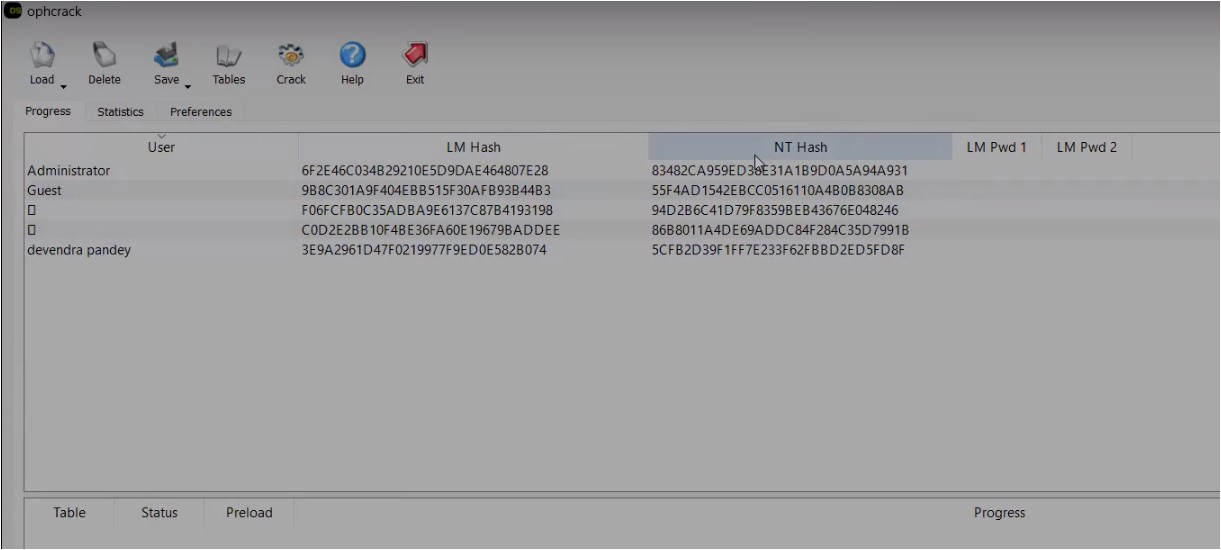 OS ophcrack
Load Delete Save Tables Crack Help Exit
Progress Statistics Preferences
User LM Hash NT Hash LM Pwd 1 LM Pwd 2
Administrator 6F2E46C034B29210E5D9DAE464807E28 83482CA959ED38E31A1B9D0A5A94A931
Guest 9B8C301A9F404EBB515F30AFB93B44B3 55F4AD1542EBCC0516110A4B0B8308AB
F06FCFB0C35ADBA9E6137C87B4193198 94D2B6C41D79F8359BEB43676E048246
C0D2E2BB10F4BE36FA60E19679BADDEE 86B8011A4DE69ADDC84F284C35D7991B
devendra pandey 3E9A2961D47F0219977F9ED0E582B074 5CFB2D39F1FF7E233F62FBBD2ED5FD8F
Table Status Preload Progress